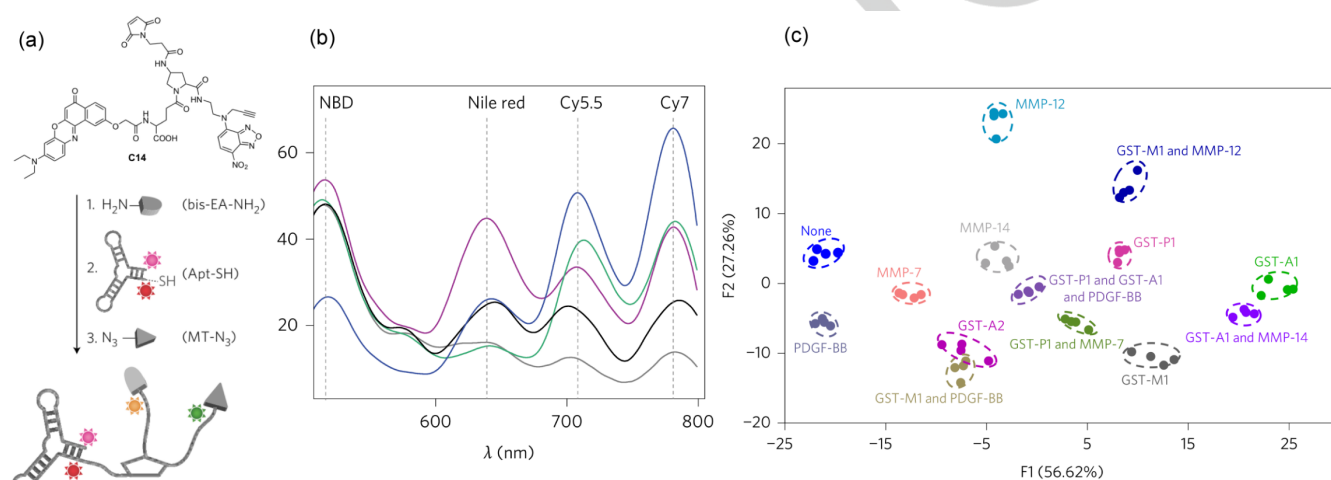 (a)
O
O
N
O
HN
O
N
O
HN
O
O
N
O
O
H
N
O
COOH
N
N
N
O
N
NO₂
C14
1. H₂N (bis-EA-NH₂)
2. SH (Apt-SH)
3. N₃ (MT-N₃)
(b)
NBD Nile red Cy5.5 Cy7
60
40
20
600 700 800
λ (nm)
(c)
F2 (27.26%)
20
10
0
−10
−20
−25 −15 −5 5 15 25
F1 (56.62%)
MMP-12
GST-M1 and MMP-12
None
MMP-14
GST-P1
GST-A1
MMP-7
GST-P1 and GST-A1
and PDGF-BB
PDGF-BB
GST-A2
GST-P1 and MMP-7
GST-A1 and MMP-14
GST-M1
GST-M1 and PDGF-BB